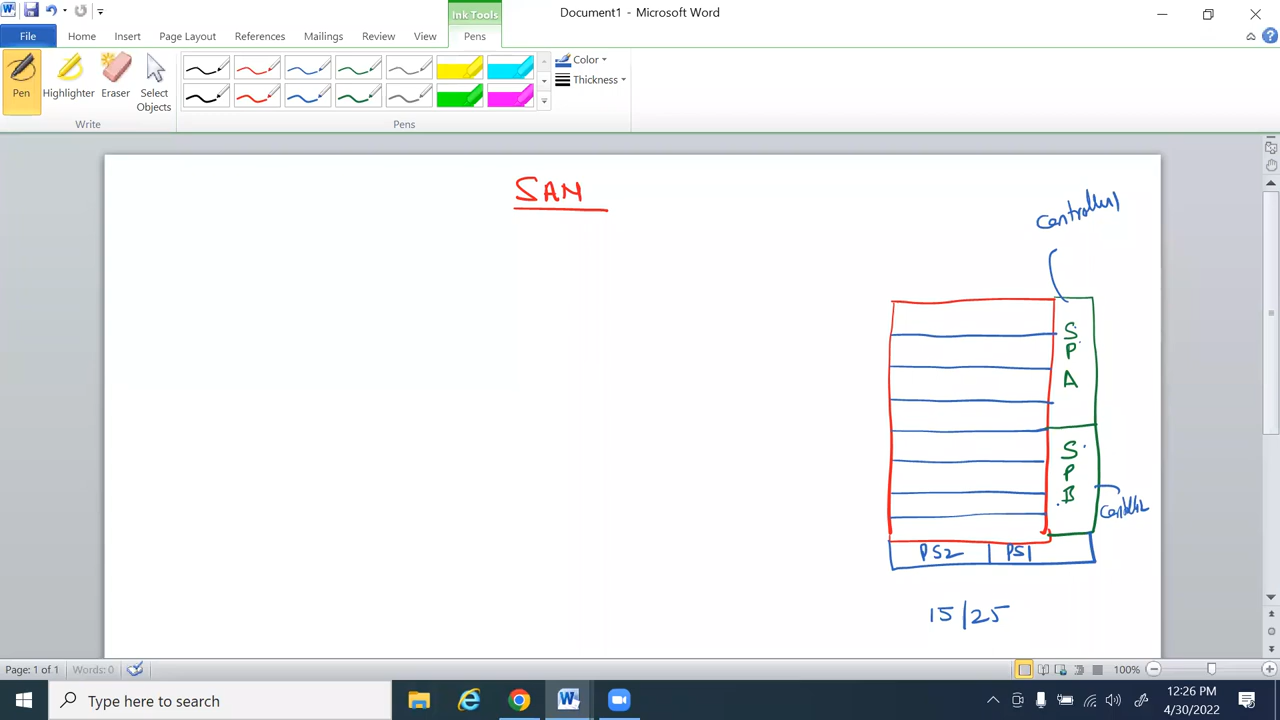 Ink Tools
Document1 - Microsoft Word
File Home Insert Page Layout References Mailings Review View Pens
Pen Highlighter Eraser Select Objects
Color
Thickness
Write Pens
SAN
controller1
S
P
A
S
P
B
PS2 PS1
15/25
Page: 1 of 1 Words: 0 100%
Type here to search
12:26 PM
4/30/2022